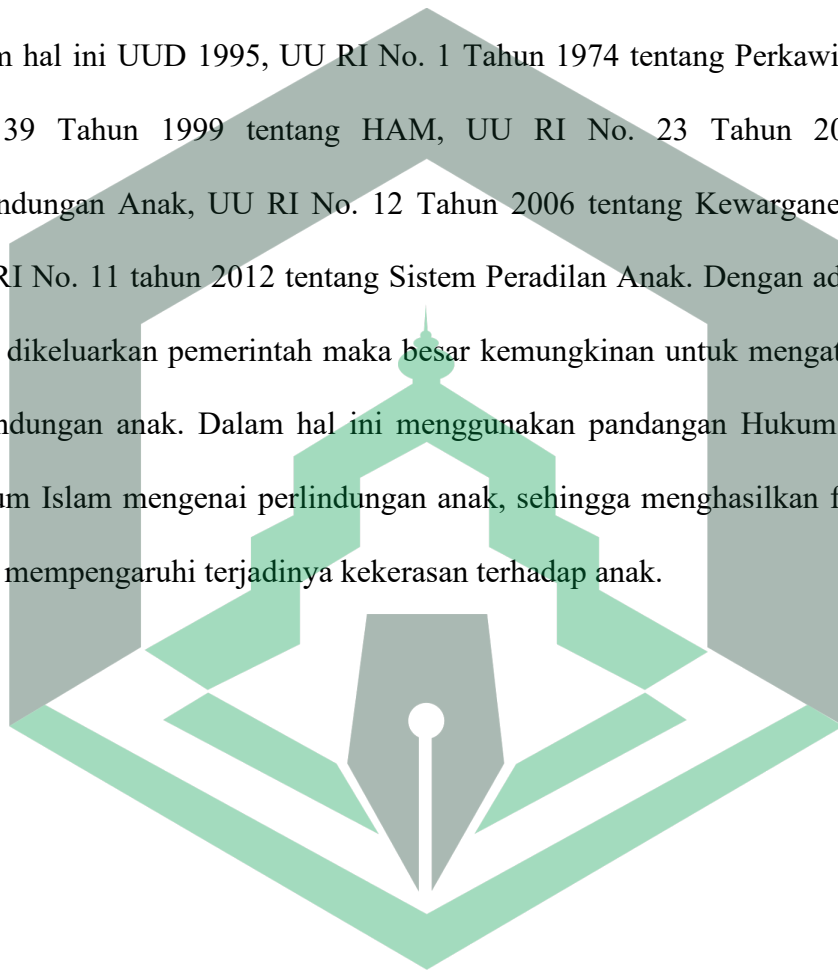 m hal ini UUD 1995, UU RI No. 1 Tahun 1974 tentang Perkawi
39 Tahun 1999 tentang HAM, UU RI No. 23 Tahun 20
ndungan Anak, UU RI No. 12 Tahun 2006 tentang Kewargane
RI No. 11 tahun 2012 tentang Sistem Peradilan Anak. Dengan ad
dikeluarkan pemerintah maka besar kemungkinan untuk mengat
ndungan anak. Dalam hal ini menggunakan pandangan Hukum
um Islam mengenai perlindungan anak, sehingga menghasilkan f
mempengaruhi terjadinya kekerasan terhadap anak.